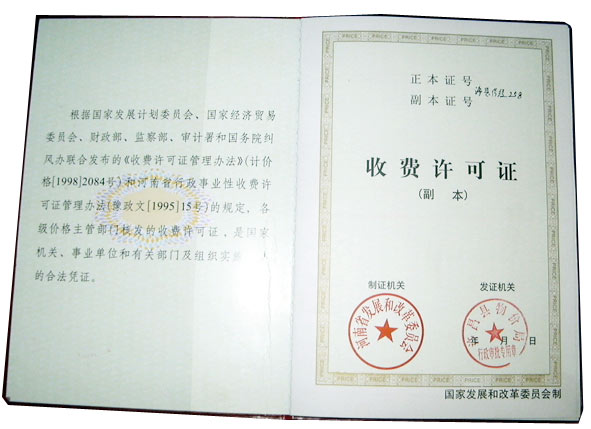 根据国家发展计划委员会、国家经济贸易
委员会、财政部、监察部、审计署和国务院纠
风办联合发布的《收费许可证管理办法》(计价
格[1998]2084号)和河南省行政事业性收费许
可证管理办法(豫政文[1995]15号)的规定，各
级价格主管部门核发的收费许可证，是国家
机关、事业单位和有关部门及组织实施
的合法凭证。
正本证号
副本证号
收费许可证
(副 本)
制证机关
发证机关
河南省发展和改革委员会
昌县物价局
行政审批专用章
年 月 日
国家发展和改革委员会制
PRICE